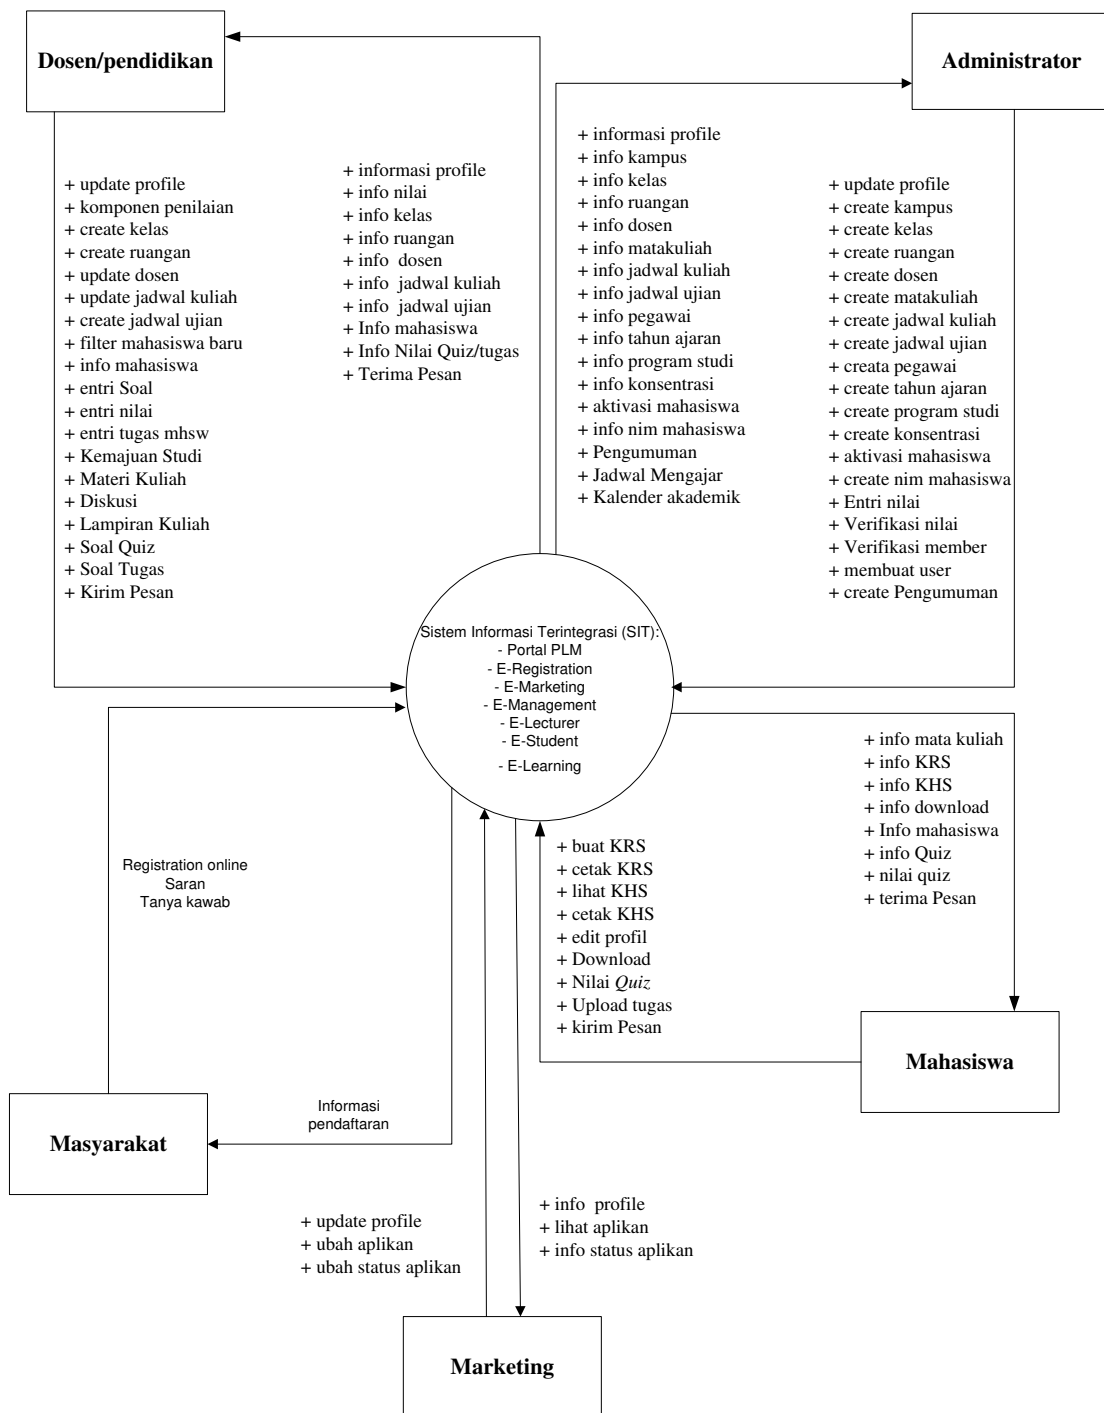 Dosen/pendidikan
Administrator
+ update profile
+ komponen penilaian
+ create kelas
+ create ruangan
+ update dosen
+ update jadwal kuliah
+ create jadwal ujian
+ filter mahasiswa baru
+ info mahasiswa
+ entri Soal
+ entri nilai
+ entri tugas mhsw
+ Kemajuan Studi
+ Materi Kuliah
+ Diskusi
+ Lampiran Kuliah
+ Soal Quiz
+ Soal Tugas
+ Kirim Pesan
+ informasi profile
+ info nilai
+ info kelas
+ info ruangan
+ info dosen
+ info jadwal kuliah
+ info jadwal ujian
+ Info mahasiswa
+ Info Nilai Quiz/tugas
+ Terima Pesan
+ informasi profile
+ info kampus
+ info kelas
+ info ruangan
+ info dosen
+ info matakuliah
+ info jadwal kuliah
+ info jadwal ujian
+ info pegawai
+ info tahun ajaran
+ info program studi
+ info konsentrasi
+ aktivasi mahasiswa
+ info nim mahasiswa
+ Pengumuman
+ Jadwal Mengajar
+ Kalender akademik
+ update profile
+ create kampus
+ create kelas
+ create ruangan
+ create dosen
+ create matakuliah
+ create jadwal kuliah
+ create jadwal ujian
+ creata pegawai
+ create tahun ajaran
+ create program studi
+ create konsentrasi
+ aktivasi mahasiswa
+ create nim mahasiswa
+ Entri nilai
+ Verifikasi nilai
+ Verifikasi member
+ membuat user
+ create Pengumuman
Sistem Informasi Terintegrasi (SIT):
- Portal PLM
- E-Registration
- E-Marketing
- E-Management
- E-Lecturer
- E-Student
- E-Learning
+ info mata kuliah
+ info KRS
+ info KHS
+ info download
+ Info mahasiswa
+ info Quiz
+ nilai quiz
+ terima Pesan
Registration online
Saran
Tanya kawab
+ buat KRS
+ cetak KRS
+ lihat KHS
+ cetak KHS
+ edit profil
+ Download
+ Nilai Quiz
+ Upload tugas
+ kirim Pesan
Mahasiswa
Informasi
pendaftaran
Masyarakat
+ update profile
+ ubah aplikan
+ ubah status aplikan
+ info profile
+ lihat aplikan
+ info status aplikan
Marketing